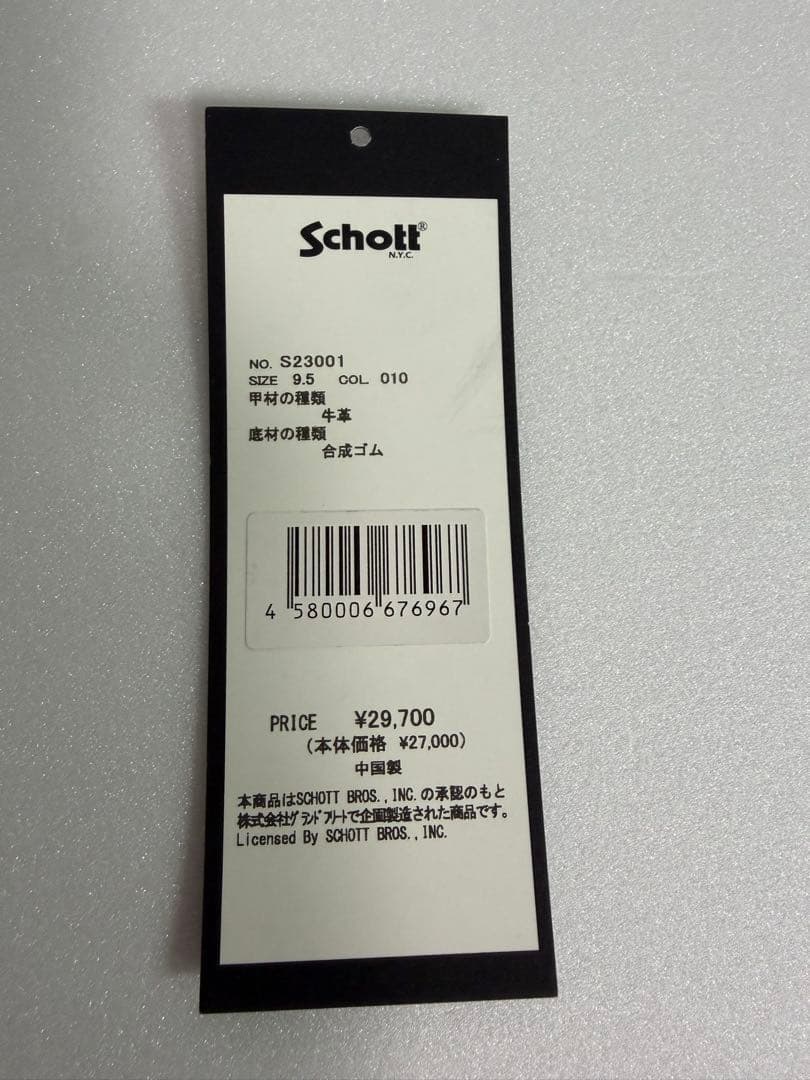 Schott®
N.Y.C.
NO. S23001
SIZE 9.5 COL. 010
甲材の種類
牛革
底材の種類
合成ゴム
4 580006 676967
PRICE ¥29,700
(本体価格 ¥27,000)
中国製
本商品はSCHOTT BROS., INC.の承認のもと
株式会社グランドフリートで企画製造された商品です。
Licensed By SCHOTT BROS., INC.